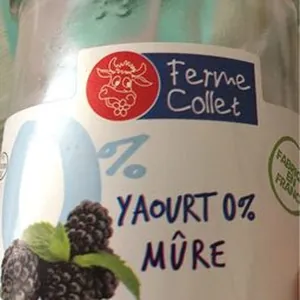 Ferme
Collet
0%
YAOURT 0%
MÛRE
FABRIQUÉ
EN
FRANCE